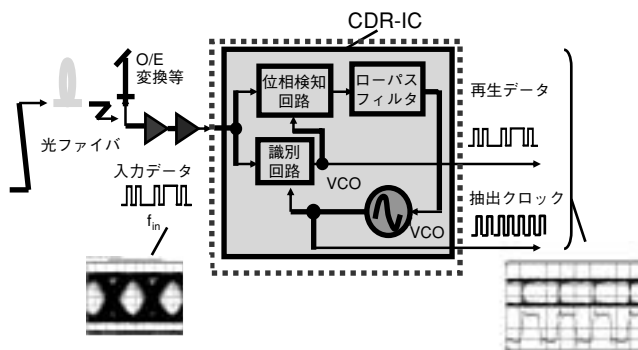 CDR-IC
O/E
変換等
光ファイバ
入力データ
fin
位相検知
回路
ローパス
フィルタ
識別
回路
VCO
VCO
再生データ
抽出クロック